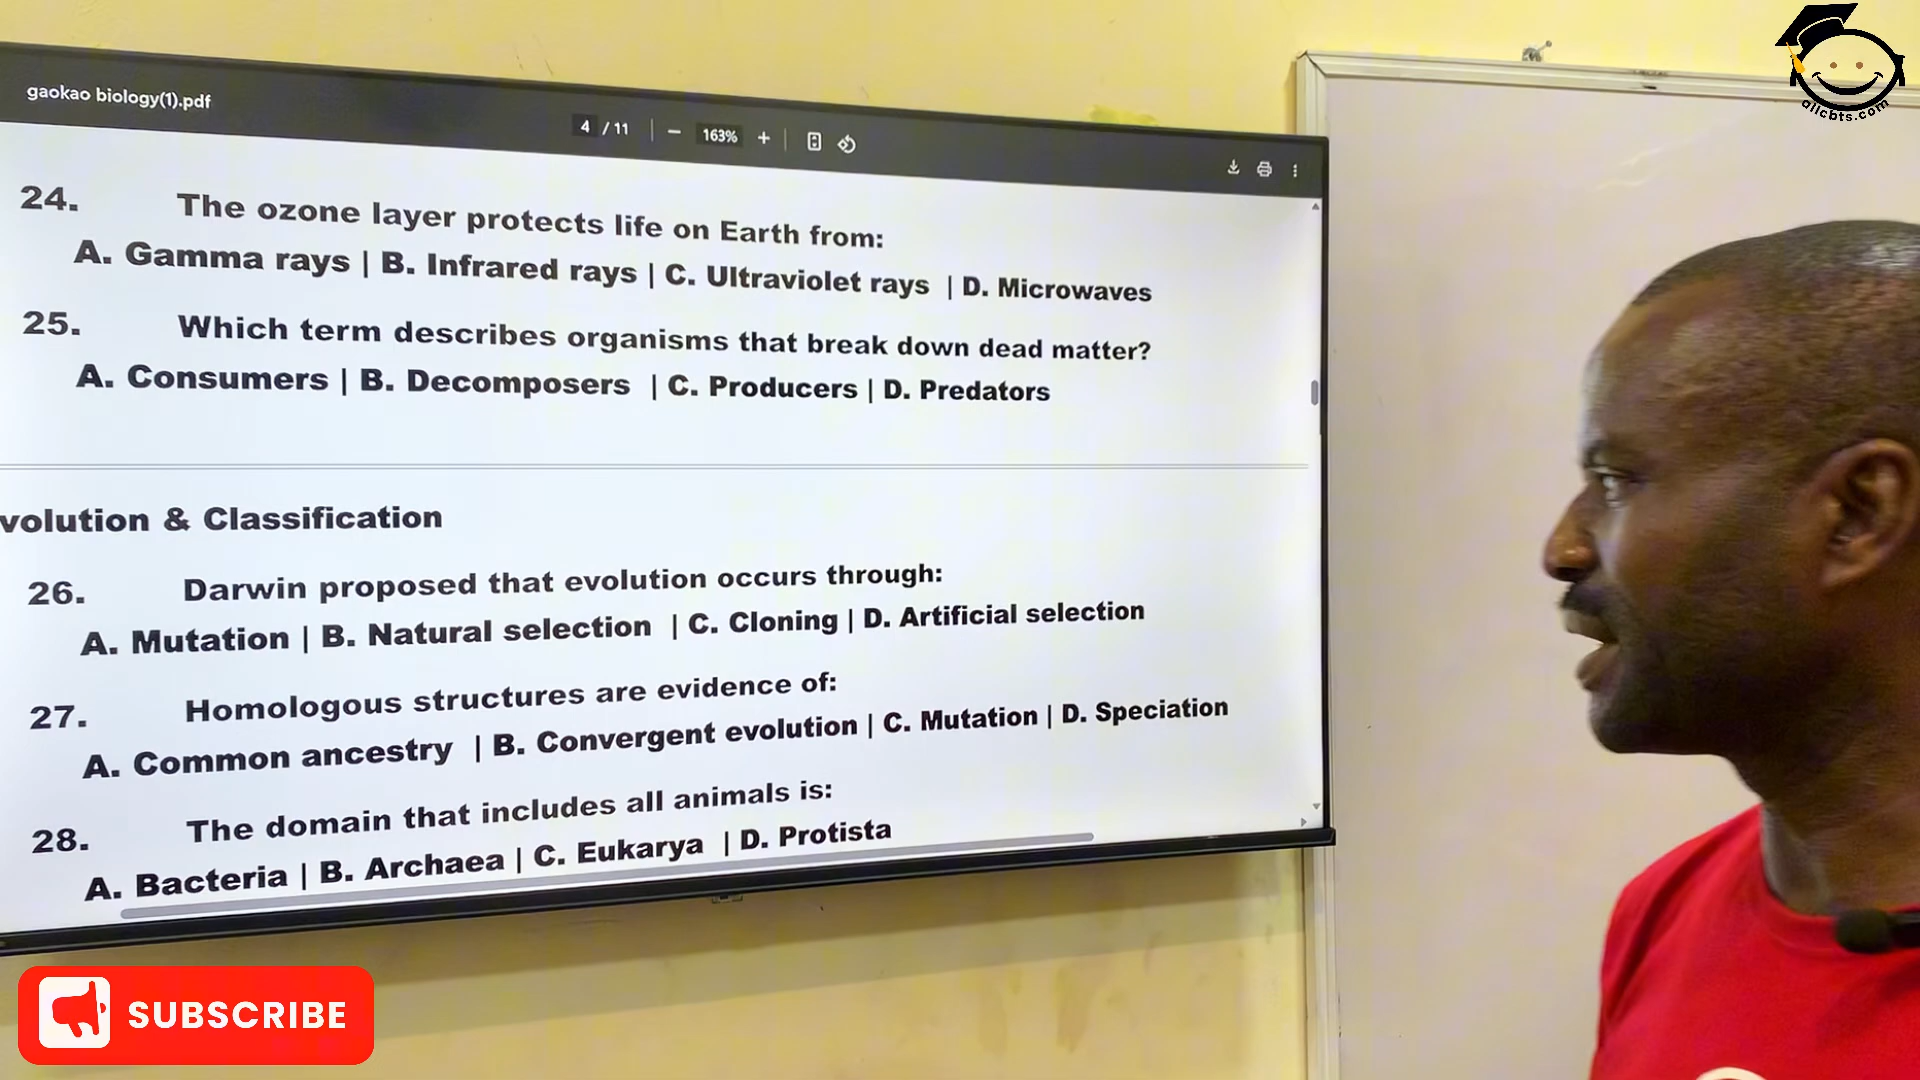 allcbts.com
gaokao biology(1).pdf
4 / 11
163%
24. The ozone layer protects life on Earth from:
A. Gamma rays | B. Infrared rays | C. Ultraviolet rays | D. Microwaves
25. Which term describes organisms that break down dead matter?
A. Consumers | B. Decomposers | C. Producers | D. Predators
volution & Classification
26. Darwin proposed that evolution occurs through:
A. Mutation | B. Natural selection | C. Cloning | D. Artificial selection
27. Homologous structures are evidence of:
A. Common ancestry | B. Convergent evolution | C. Mutation | D. Speciation
28. The domain that includes all animals is:
A. Bacteria | B. Archaea | C. Eukarya | D. Protista
SUBSCRIBE